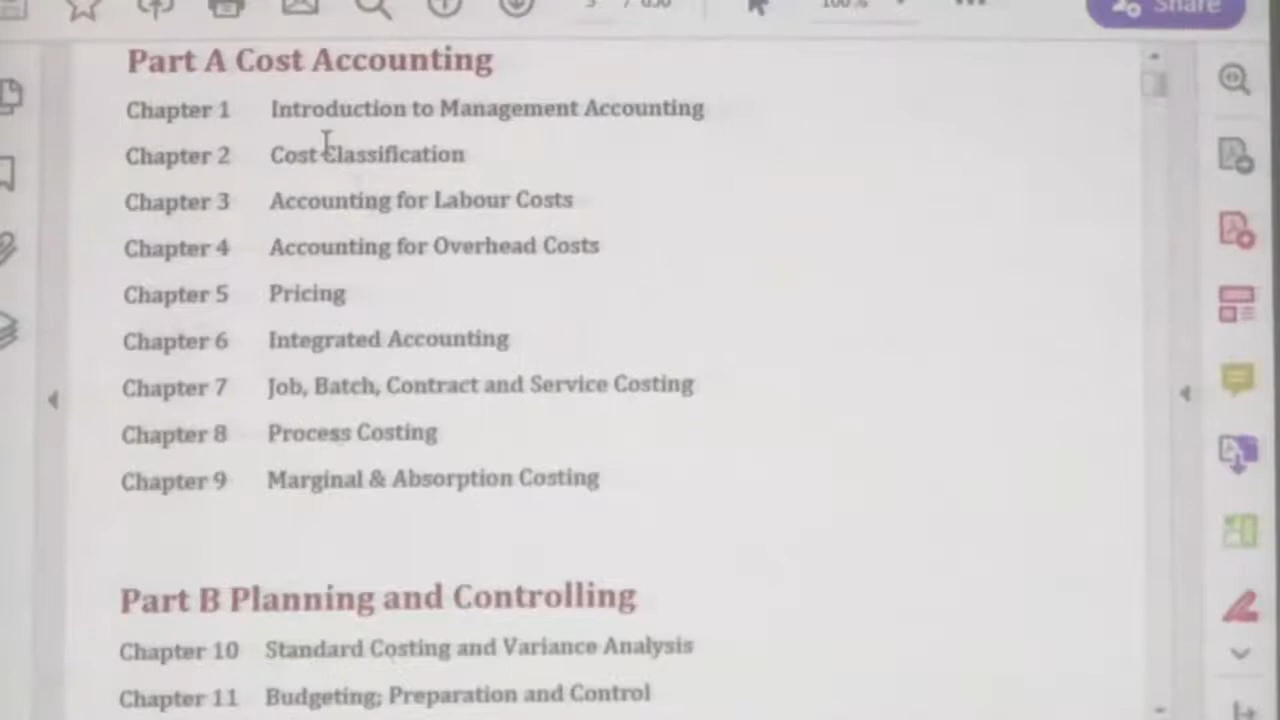 Share
Part A Cost Accounting
Chapter 1 Introduction to Management Accounting
Chapter 2 Cost Classification
Chapter 3 Accounting for Labour Costs
Chapter 4 Accounting for Overhead Costs
Chapter 5 Pricing
Chapter 6 Integrated Accounting
Chapter 7 Job, Batch, Contract and Service Costing
Chapter 8 Process Costing
Chapter 9 Marginal & Absorption Costing
Part B Planning and Controlling
Chapter 10 Standard Costing and Variance Analysis
Chapter 11 Budgeting; Preparation and Control